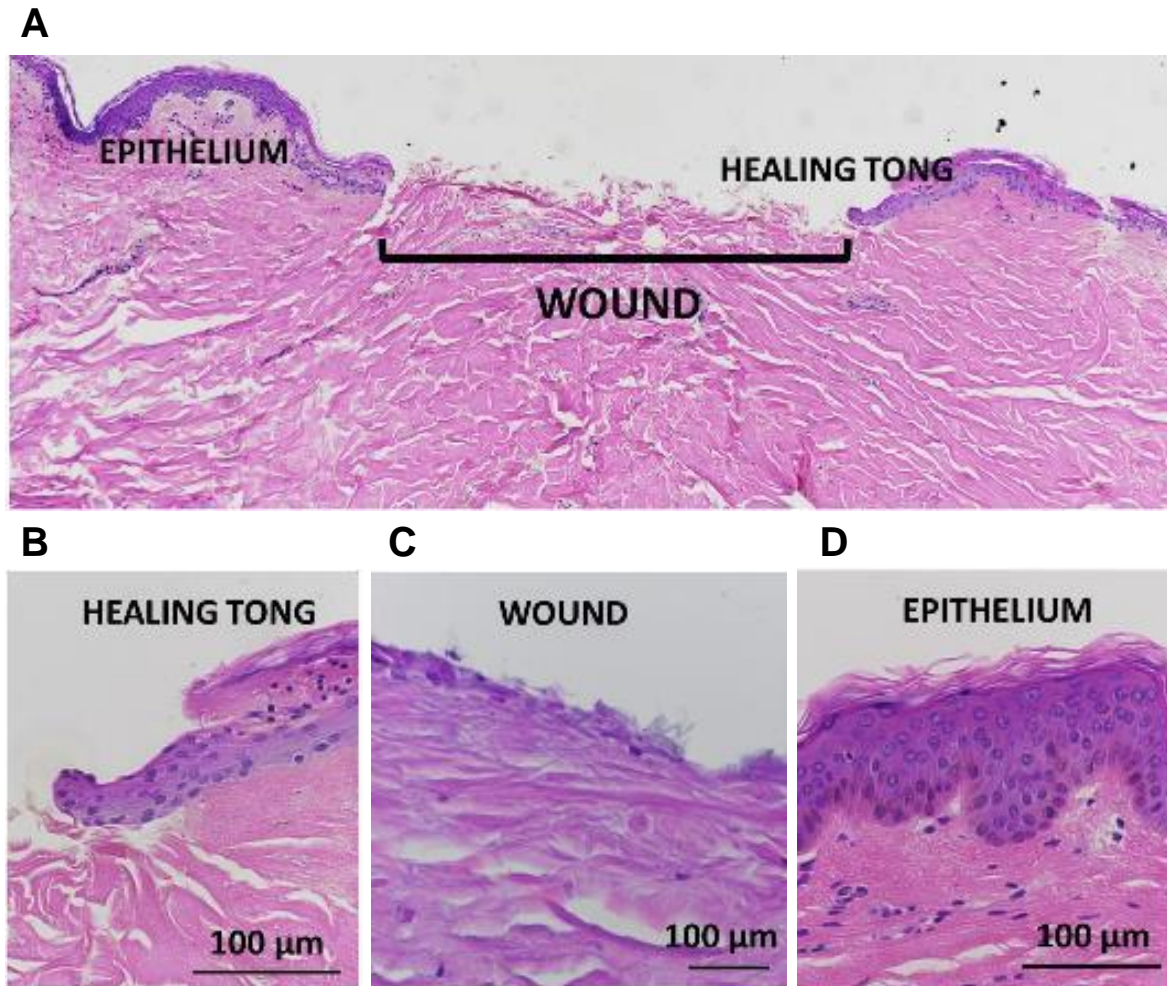 A
EPITHELIUM
HEALING TONG
WOUND
B
C
D
HEALING TONG
WOUND
EPITHELIUM
100 µm
100 µm
100 µm